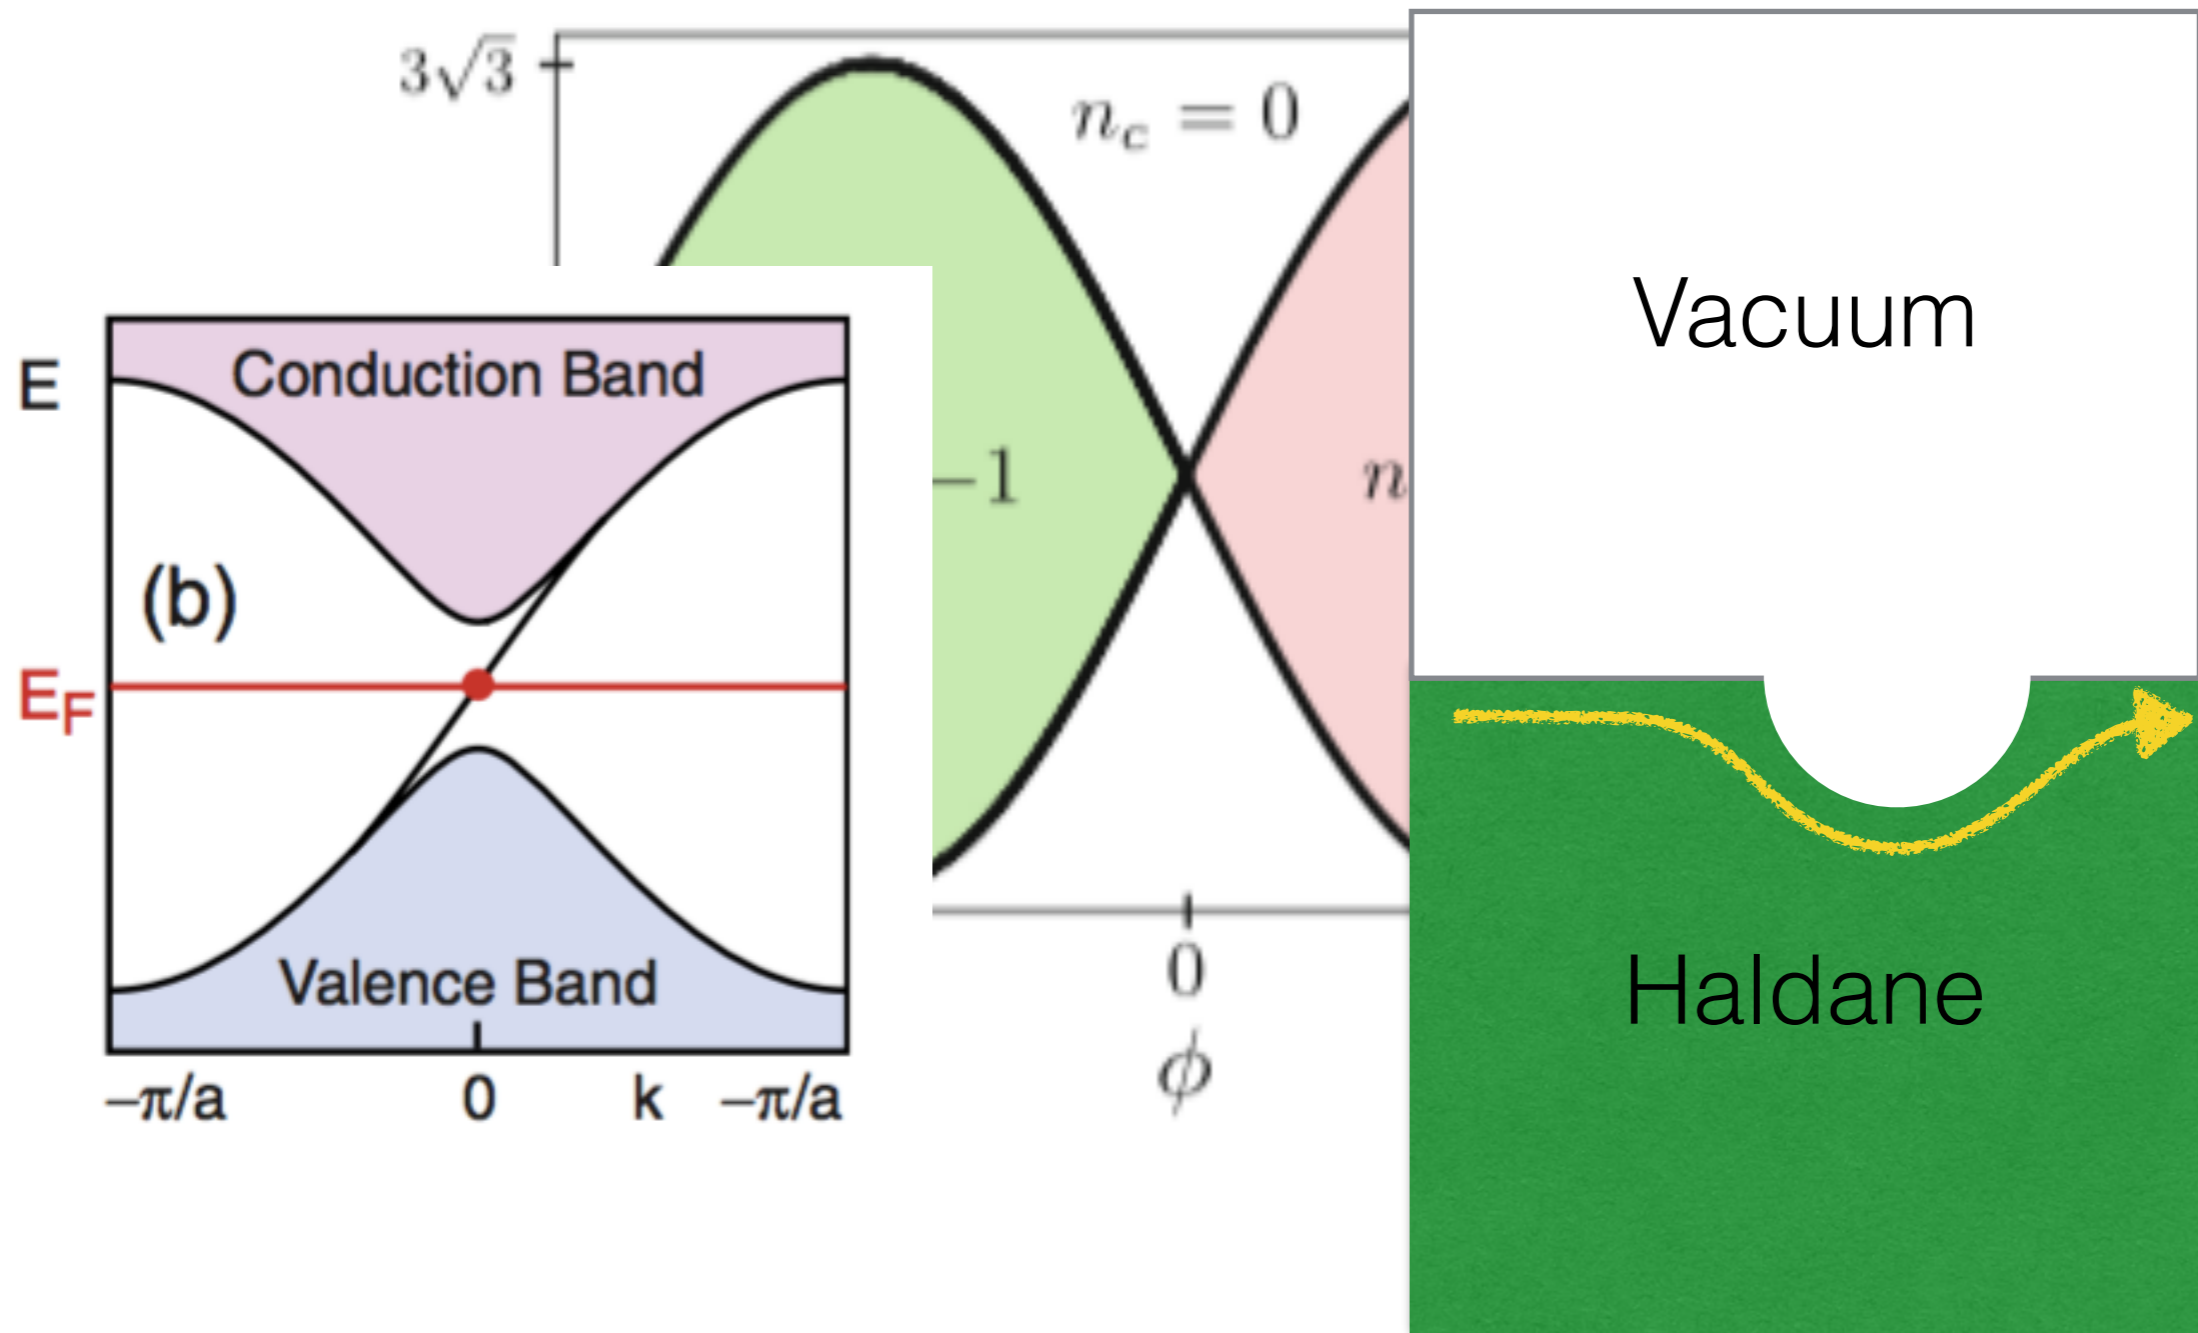 3√3
n_c = 0
Vacuum
E
Conduction Band
−1
n
(b)
E_F
Haldane
Valence Band
0
ϕ
−π/a
0
k
−π/a